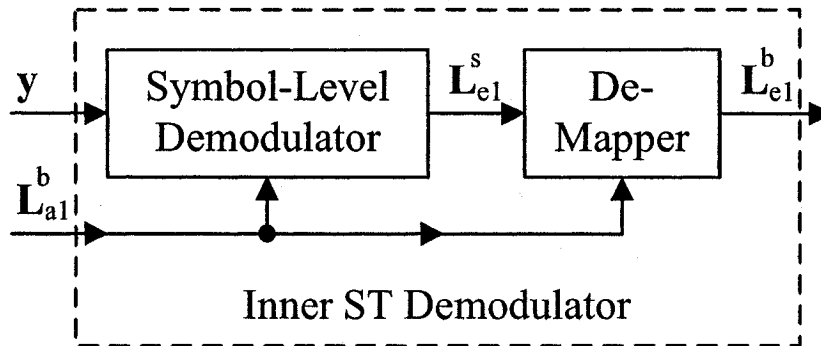 y
Symbol-Level
Demodulator
L^s_e1
De-
Mapper
L^b_e1
L^b_a1
Inner ST Demodulator